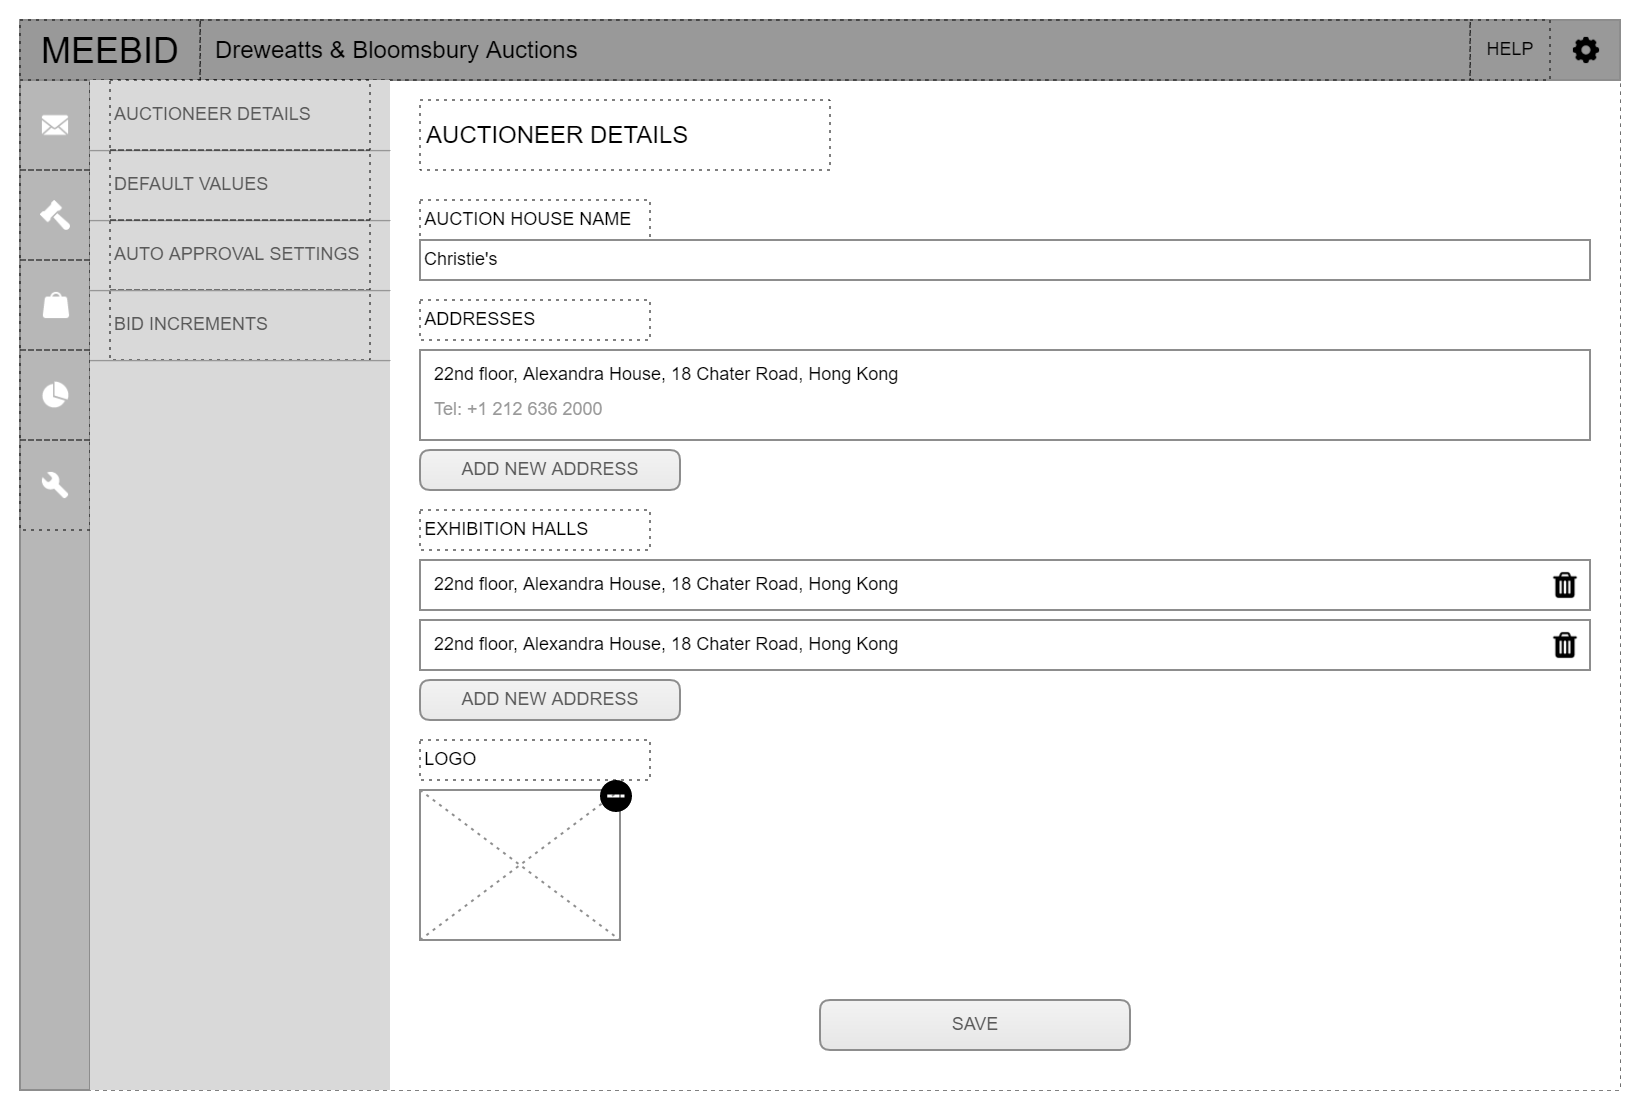 MEEBID
Dreweatts & Bloomsbury Auctions
HELP
AUCTIONEER DETAILS
DEFAULT VALUES
AUTO APPROVAL SETTINGS
BID INCREMENTS
AUCTIONEER DETAILS
AUCTION HOUSE NAME
Christie's
ADDRESSES
22nd floor, Alexandra House, 18 Chater Road, Hong Kong
Tel: +1 212 636 2000
ADD NEW ADDRESS
EXHIBITION HALLS
22nd floor, Alexandra House, 18 Chater Road, Hong Kong
22nd floor, Alexandra House, 18 Chater Road, Hong Kong
ADD NEW ADDRESS
LOGO
SAVE